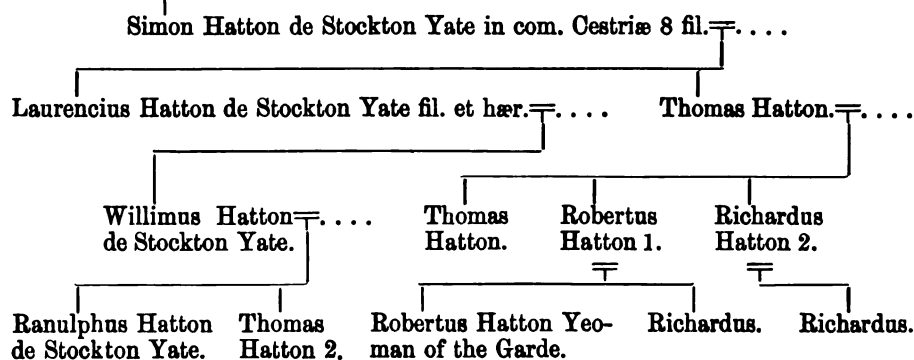 Simon Hatton de Stockton Yate in com. Cestriæ 8 fil.=. . . .
Laurencius Hatton de Stockton Yate fil. et hær.=. . . . Thomas Hatton.=. . . .
Willimus Hatton=. . . . Thomas Robertus Richardus
de Stockton Yate. Hatton. Hatton 1. Hatton 2.
Ranulphus Hatton Thomas Robertus Hatton Yeo- Richardus. Richardus.
de Stockton Yate. Hatton 2. man of the Garde.